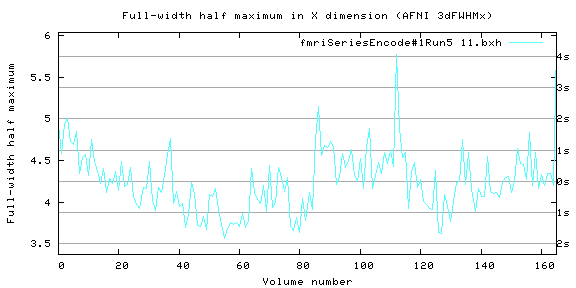 Full-width half maximum in X dimension (AFNI 3dFWHMx)
fmriSeriesEncode#1Run5 11.bxh
Full-width half maximum
6
5.5
5
4.5
4
3.5
4s
3s
2s
1s
0s
1s
2s
0 20 40 60 80 100 120 140 160
Volume number